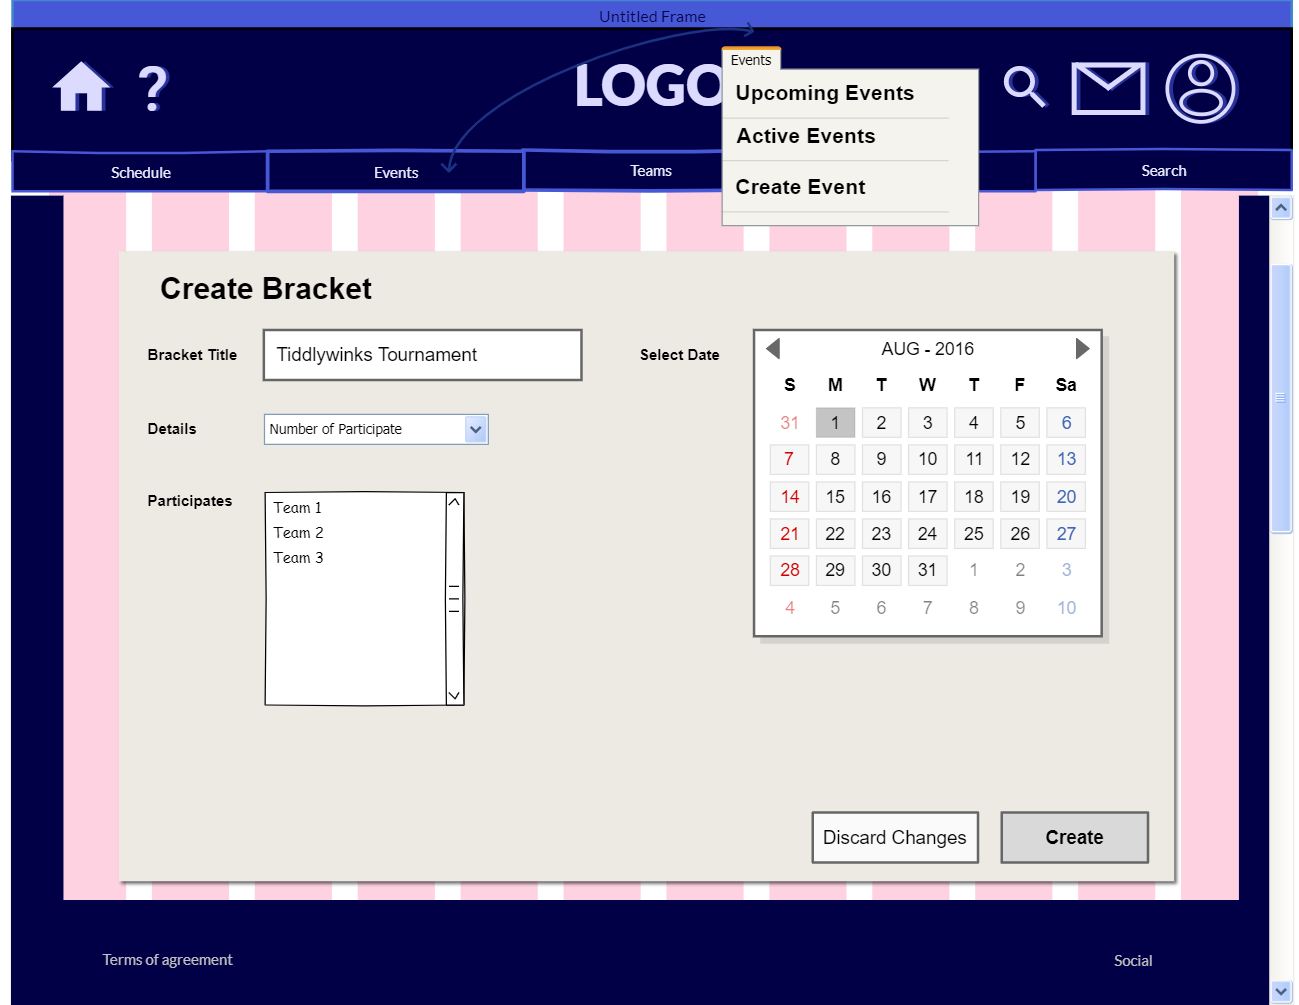 Untitled Frame
?
LOGO
Events
Upcoming Events
Active Events
Create Event
Schedule
Events
Teams
Search
Create Bracket
Bracket Title
Tiddlywinks Tournament
Select Date
AUG - 2016
S M T W T F Sa
31 1 2 3 4 5 6
7 8 9 10 11 12 13
14 15 16 17 18 19 20
21 22 23 24 25 26 27
28 29 30 31 1 2 3
4 5 6 7 8 9 10
Details
Number of Participate
Participates
Team 1
Team 2
Team 3
Discard Changes
Create
Terms of agreement
Social